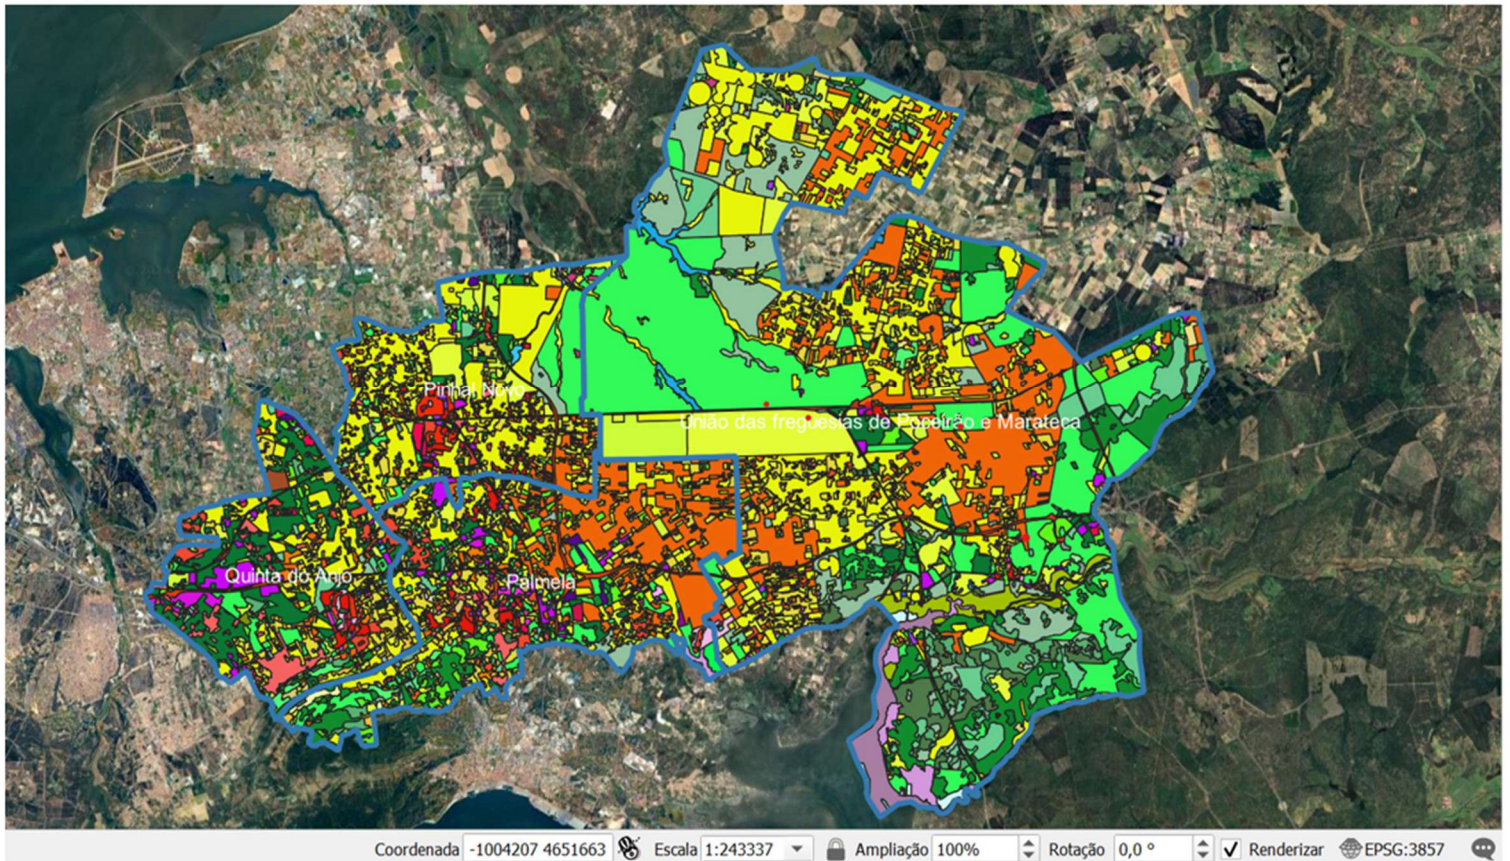 Pinhal Novo
União das freguesias de Poceirão e Marateca
Quinta do Anjo
Palmela
Coordenada -1004207 4651663 Escala 1:243337 Ampliação 100% Rotação 0,0 ° Renderizar EPSG:3857